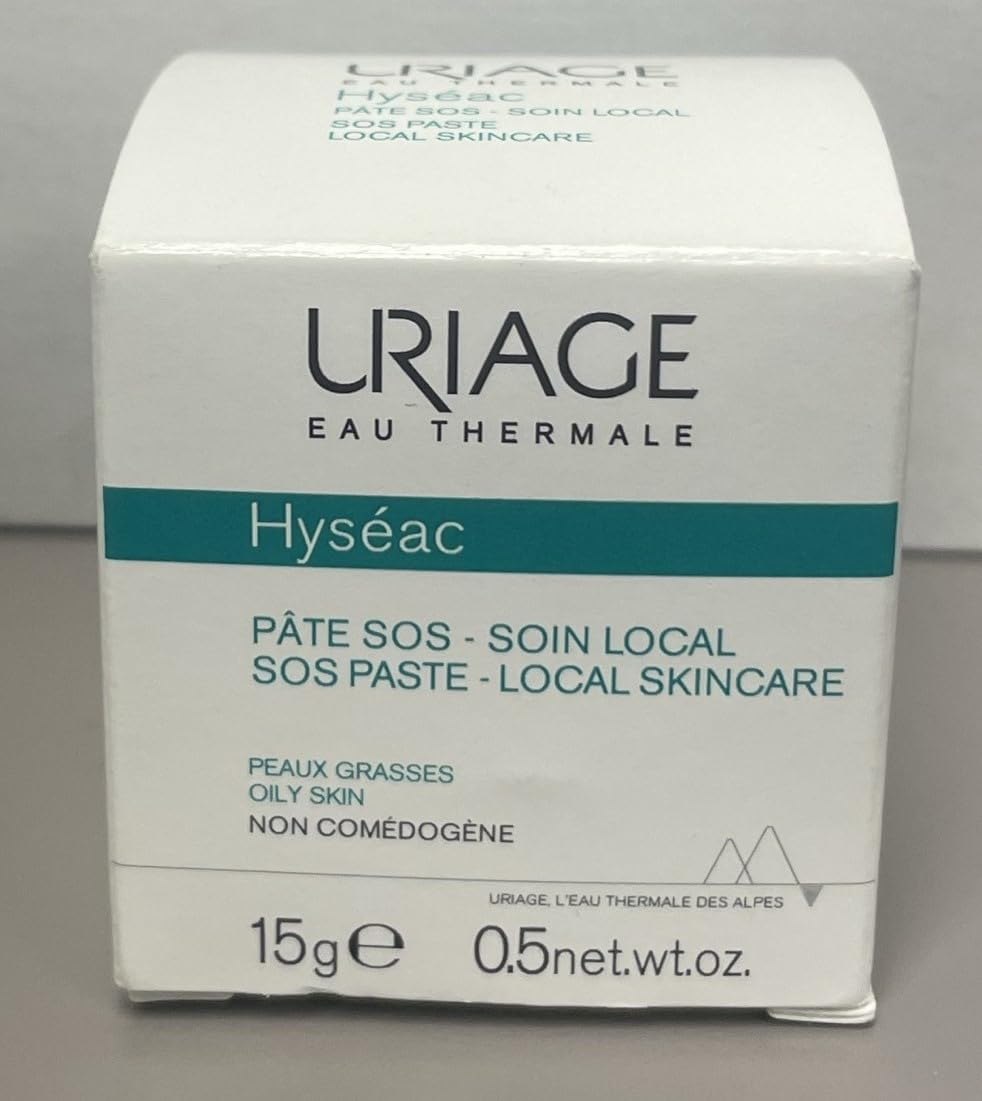 URIAGE
EAU THERMALE
Hyséac
PÂTE SOS - SOIN LOCAL
SOS PASTE
LOCAL SKINCARE
URIAGE
EAU THERMALE
Hyséac
PÂTE SOS - SOIN LOCAL
SOS PASTE - LOCAL SKINCARE
PEAUX GRASSES
OILY SKIN
NON COMÉDOGÈNE
URIAGE, L'EAU THERMALE DES ALPES
15g℮ 0.5net.wt.oz.